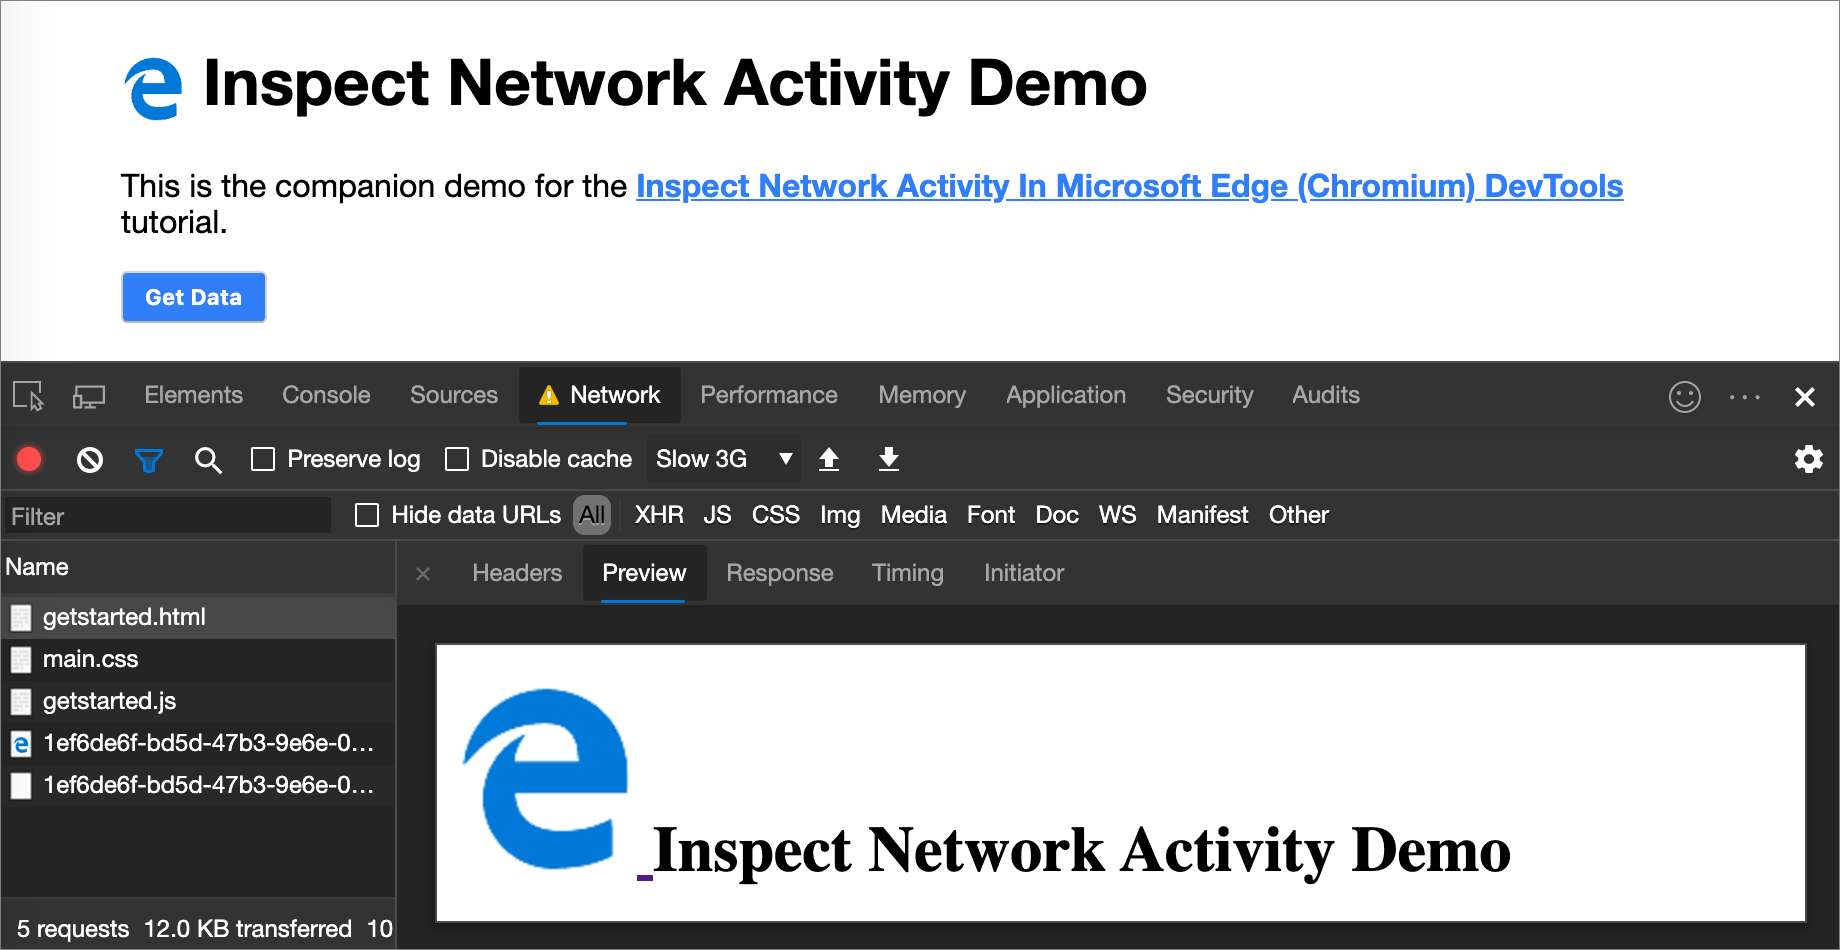 Inspect Network Activity Demo
This is the companion demo for the Inspect Network Activity In Microsoft Edge (Chromium) DevTools
tutorial.
Get Data
Elements Console Sources Network Performance Memory Application Security Audits
Preserve log Disable cache Slow 3G
Filter Hide data URLs All XHR JS CSS Img Media Font Doc WS Manifest Other
Name
Headers Preview Response Timing Initiator
getstarted.html
main.css
getstarted.js
1ef6de6f-bd5d-47b3-9e6e-0...
1ef6de6f-bd5d-47b3-9e6e-0...
Inspect Network Activity Demo
5 requests 12.0 KB transferred 10